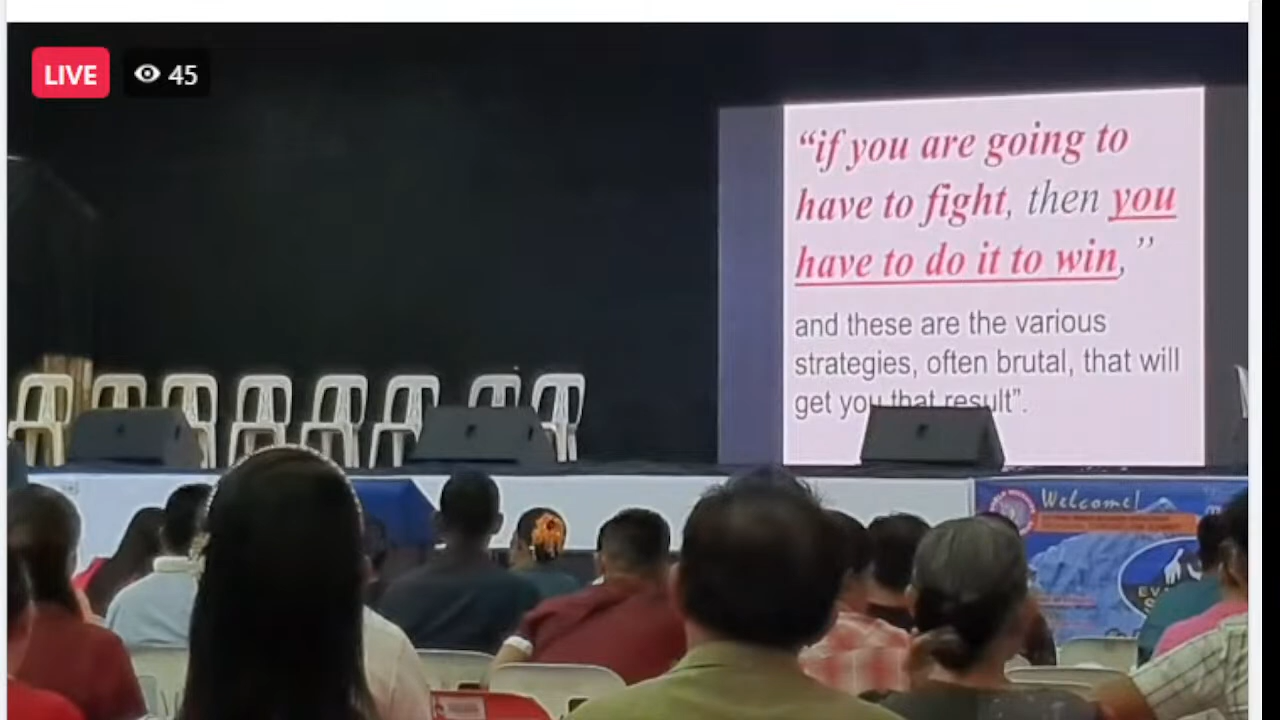 LIVE 45
“if you are going to
have to fight, then you
have to do it to win,”
and these are the various
strategies, often brutal, that will
get you that result”.
Welcome!